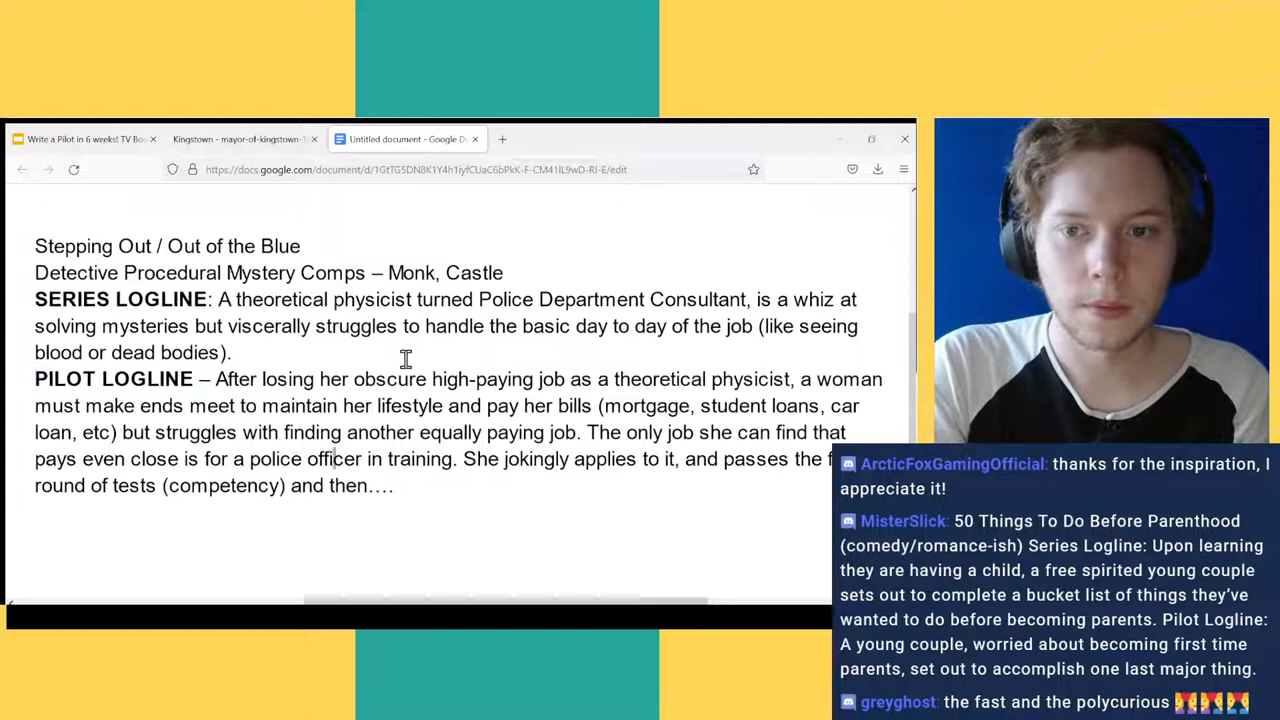 Write a Pilot in 6 weeks! TV Bo
Kingstown - mayor-of-kingstown-1
Untitled document - Google D
https://docs.google.com/document/d/1GtTG5DN8K1Y4h1iyfCUaC6bPkK-F-CM41lL9wD-RI-E/edit
Stepping Out / Out of the Blue
Detective Procedural Mystery Comps – Monk, Castle
SERIES LOGLINE: A theoretical physicist turned Police Department Consultant, is a whiz at
solving mysteries but viscerally struggles to handle the basic day to day of the job (like seeing
blood or dead bodies).
PILOT LOGLINE – After losing her obscure high-paying job as a theoretical physicist, a woman
must make ends meet to maintain her lifestyle and pay her bills (mortgage, student loans, car
loan, etc) but struggles with finding another equally paying job. The only job she can find that
pays even close is for a police officer in training. She jokingly applies to it, and passes the f
round of tests (competency) and then….
ArcticFoxGamingOfficial: thanks for the inspiration, I
appreciate it!
MisterSlick: 50 Things To Do Before Parenthood
(comedy/romance-ish) Series Logline: Upon learning
they are having a child, a free spirited young couple
sets out to complete a bucket list of things they've
wanted to do before becoming parents. Pilot Logline:
A young couple, worried about becoming first time
parents, set out to accomplish one last major thing.
greyghost: the fast and the polycurious